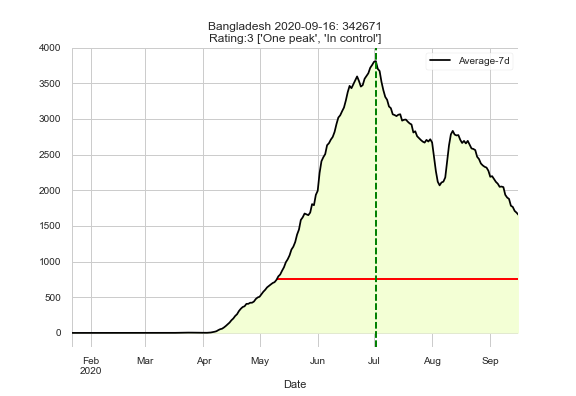 Bangladesh 2020-09-16: 342671
Rating:3 ['One peak', 'In control']
4000
3500
3000
2500
2000
1500
1000
500
0
Average-7d
Feb
2020
Mar
Apr
May
Jun
Jul
Aug
Sep
Date